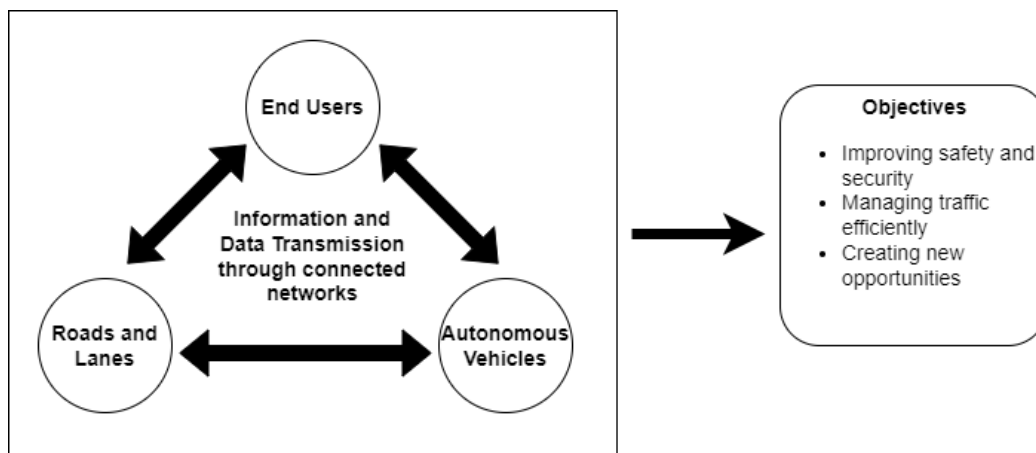 End Users
Information and
Data Transmission
through connected
networks
Roads and
Lanes
Autonomous
Vehicles
Objectives
• Improving safety and
security
• Managing traffic
efficiently
• Creating new
opportunities